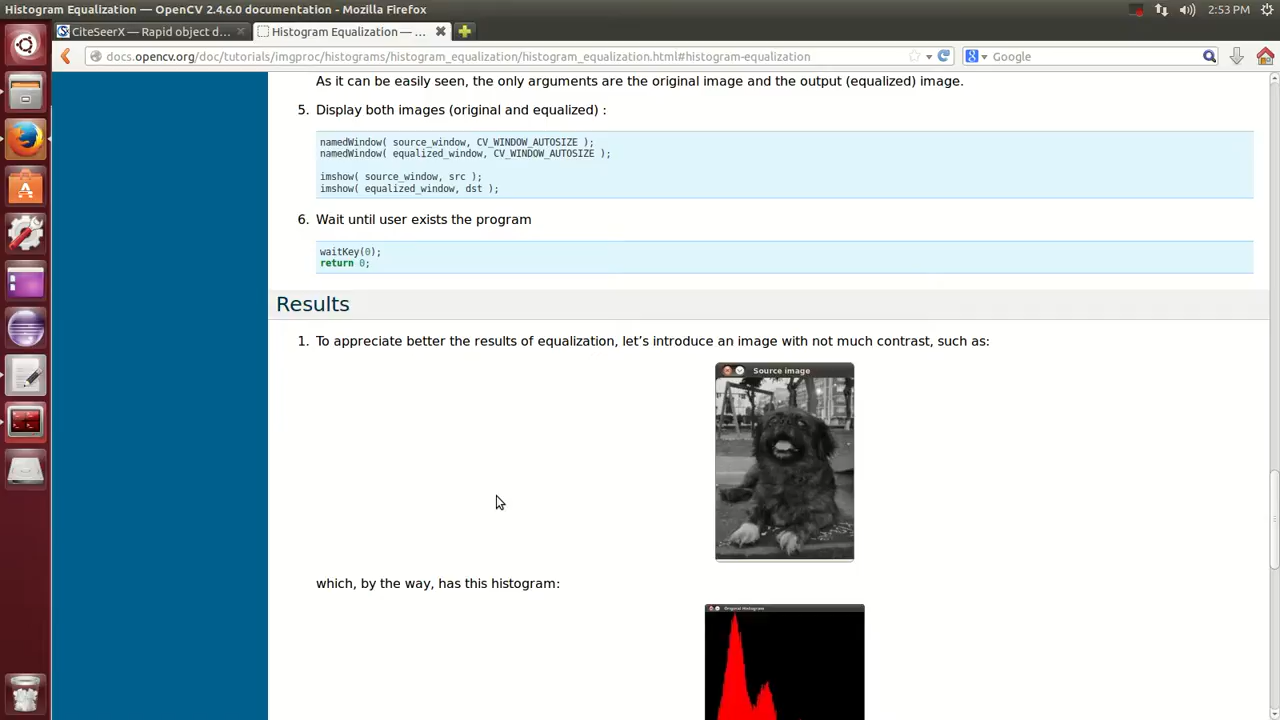 Histogram Equalization — OpenCV 2.4.6.0 documentation - Mozilla Firefox
2:53 PM
CiteSeerX — Rapid object d...
Histogram Equalization — ...
docs.opencv.org/doc/tutorials/imgproc/histograms/histogram_equalization/histogram_equalization.html#histogram-equalization
Google
As it can be easily seen, the only arguments are the original image and the output (equalized) image.
5. Display both images (original and equalized) :
namedWindow( source_window, CV_WINDOW_AUTOSIZE );
namedWindow( equalized_window, CV_WINDOW_AUTOSIZE );
imshow( source_window, src );
imshow( equalized_window, dst );
6. Wait until user exists the program
waitKey(0);
return 0;
Results
1. To appreciate better the results of equalization, let’s introduce an image with not much contrast, such as:
Source image
which, by the way, has this histogram:
Original Histogram